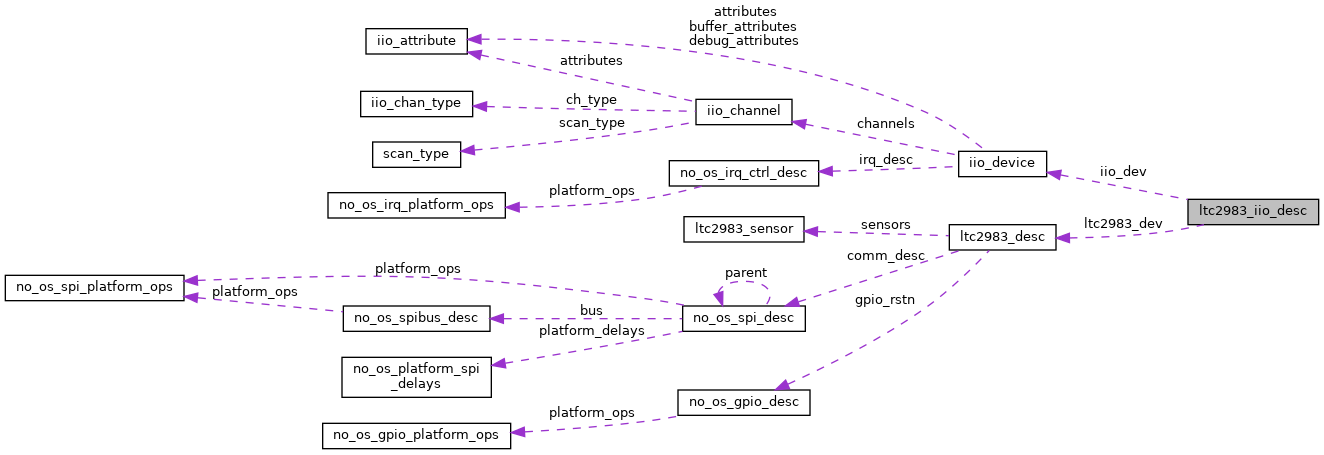 attributes
buffer_attributes
debug_attributes
iio_attribute
attributes
iio_chan_type
ch_type
iio_channel
scan_type
channels
scan_type
irq_desc
iio_device
no_os_irq_ctrl_desc
iio_dev
platform_ops
no_os_irq_platform_ops
ltc2983_iio_desc
sensors
ltc2983_dev
ltc2983_sensor
ltc2983_desc
comm_desc
platform_ops
parent
no_os_spi_platform_ops
platform_ops
gpio_rstn
bus
no_os_spibus_desc
no_os_spi_desc
platform_delays
no_os_platform_spi
_delays
no_os_gpio_desc
platform_ops
no_os_gpio_platform_ops